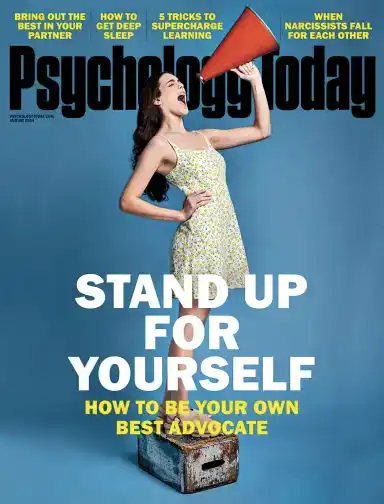 BRING OUT THE
BEST IN YOUR
PARTNER
HOW TO
GET DEEP
SLEEP
5 TRICKS TO
SUPERCHARGE
LEARNING
WHEN
NARCISSISTS FALL
FOR EACH OTHER
Psychology Today
STAND UP
FOR
YOURSELF
HOW TO BE YOUR OWN
BEST ADVOCATE